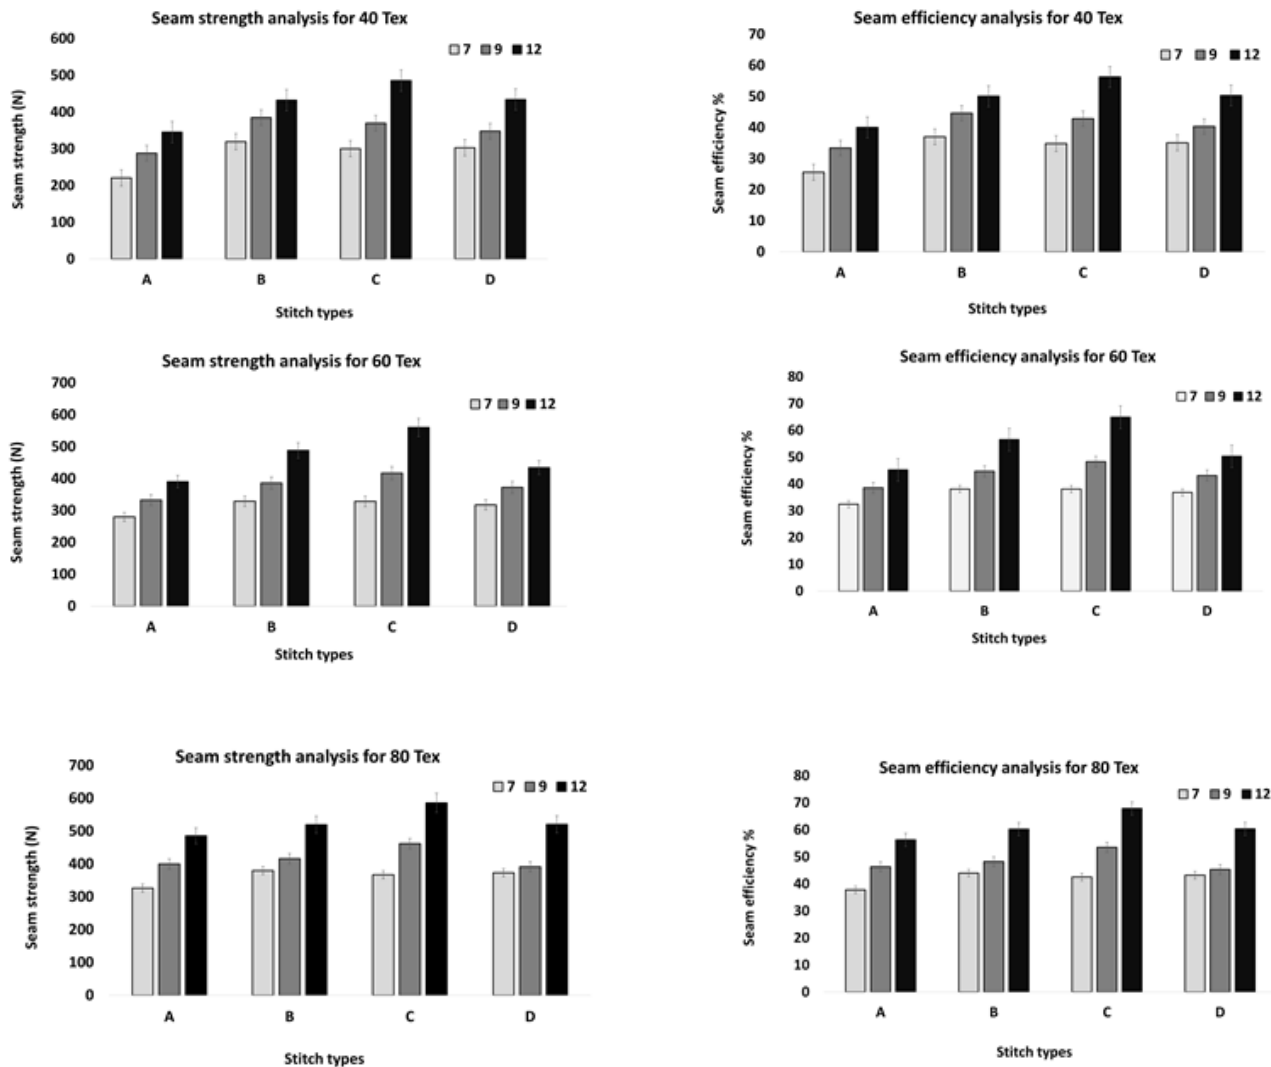 Seam strength analysis for 40 Tex
600
500
400
300
200
100
0
Seam strength (N)
7 9 12
A B C D
Stitch types
Seam efficiency analysis for 40 Tex
70
60
50
40
30
20
10
0
Seam efficiency %
7 9 12
A B C D
Stitch types
Seam strength analysis for 60 Tex
700
600
500
400
300
200
100
0
Seam strength (N)
7 9 12
A B C D
Stitch types
Seam efficiency analysis for 60 Tex
80
70
60
50
40
30
20
10
0
Seam efficiency %
7 9 12
A B C D
Stitch types
Seam strength analysis for 80 Tex
700
600
500
400
300
200
100
0
Seam strength (N)
7 9 12
A B C D
Stitch types
Seam efficiency analysis for 80 Tex
80
70
60
50
40
30
20
10
0
Seam efficiency %
7 9 12
A B C D
Stitch types